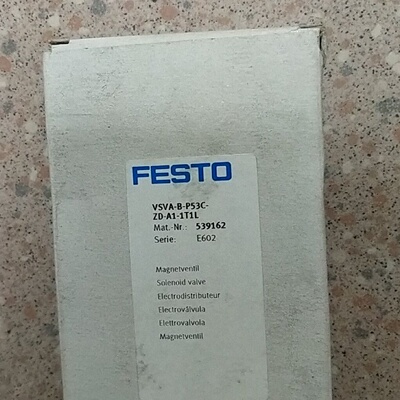 FESTO
VSVA-B-P53C-
ZD-A1-1T1L
Mat.-Nr.: 539162
Serie: E602
Magnetventil
Solenoid valve
Electrodistributeur
Electroválvula
Elettrovalvola
Magnetventil